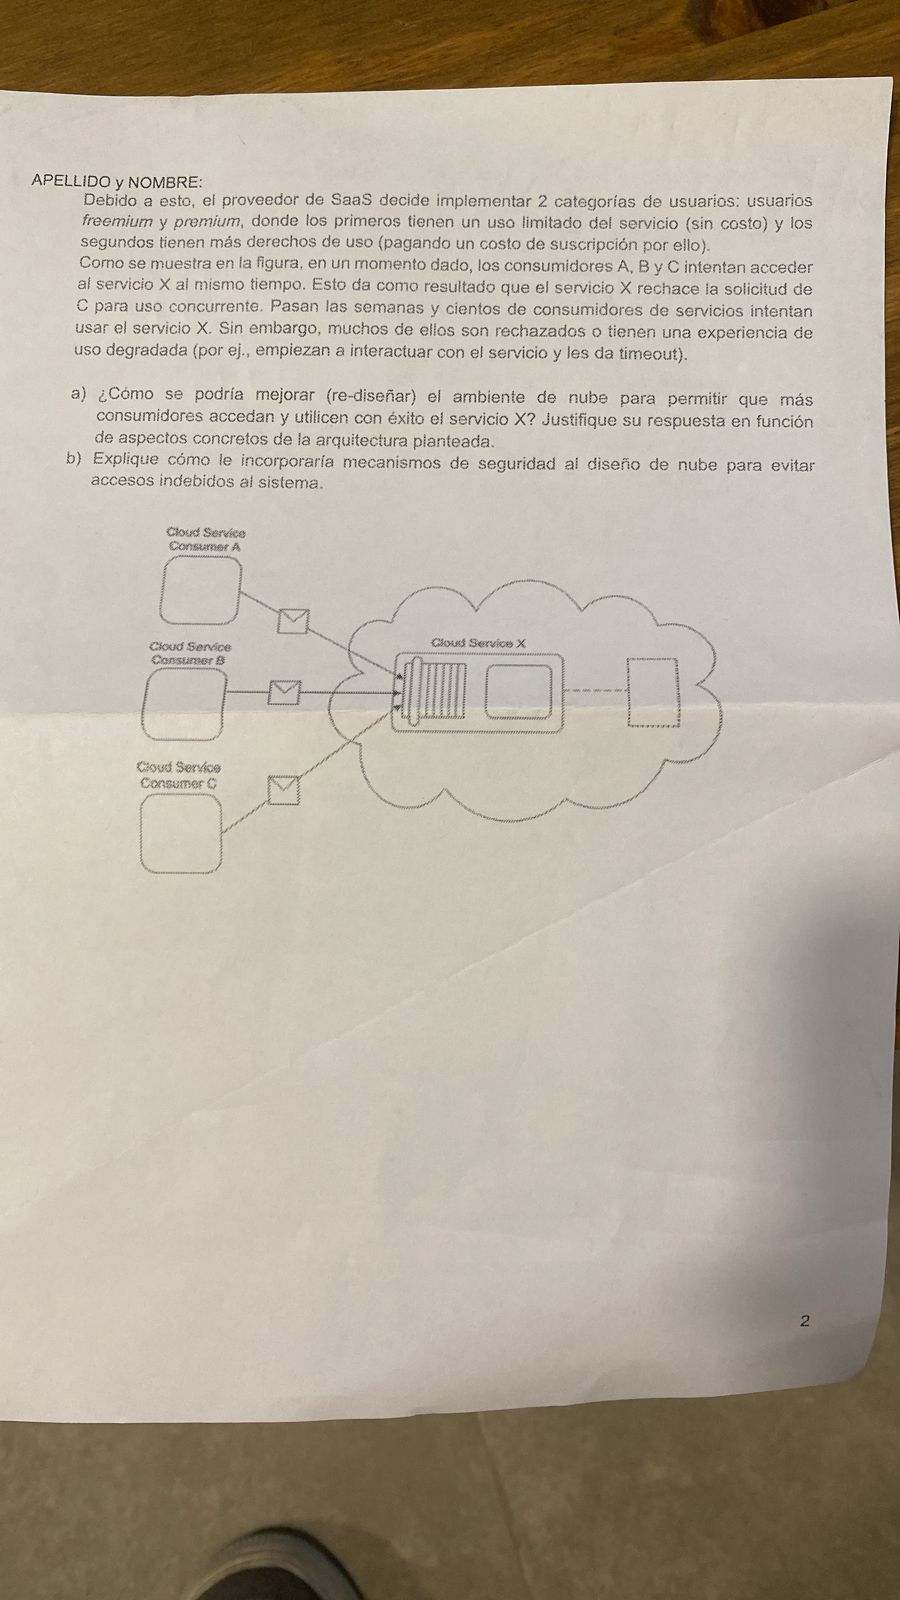 APELLIDO y NOMBRE:
Debido a esto, el proveedor de SaaS decide implementar 2 categorías de usuarios: usuarios
freemium y premium, donde los primeros tienen un uso limitado del servicio (sin costo) y los
segundos tienen más derechos de uso (pagando un costo de suscripción por ello).
Como se muestra en la figura, en un momento dado, los consumidores A, B y C intentan acceder
al servicio X al mismo tiempo. Esto da como resultado que el servicio X rechace la solicitud de
C para uso concurrente. Pasan las semanas y cientos de consumidores de servicios intentan
usar el servicio X. Sin embargo, muchos de ellos son rechazados o tienen una experiencia de
uso degradada (por ej., empiezan a interactuar con el servicio y les da timeout).
a) ¿Cómo se podría mejorar (re-diseñar) el ambiente de nube para permitir que más
consumidores accedan y utilicen con éxito el servicio X? Justifique su respuesta en función
de aspectos concretos de la arquitectura planteada.
b) Explique cómo le incorporaría mecanismos de seguridad al diseño de nube para evitar
accesos indebidos al sistema.
Cloud Service
Consumer A
Cloud Service
Consumer B
Cloud Service X
Cloud Service
Consumer C
2